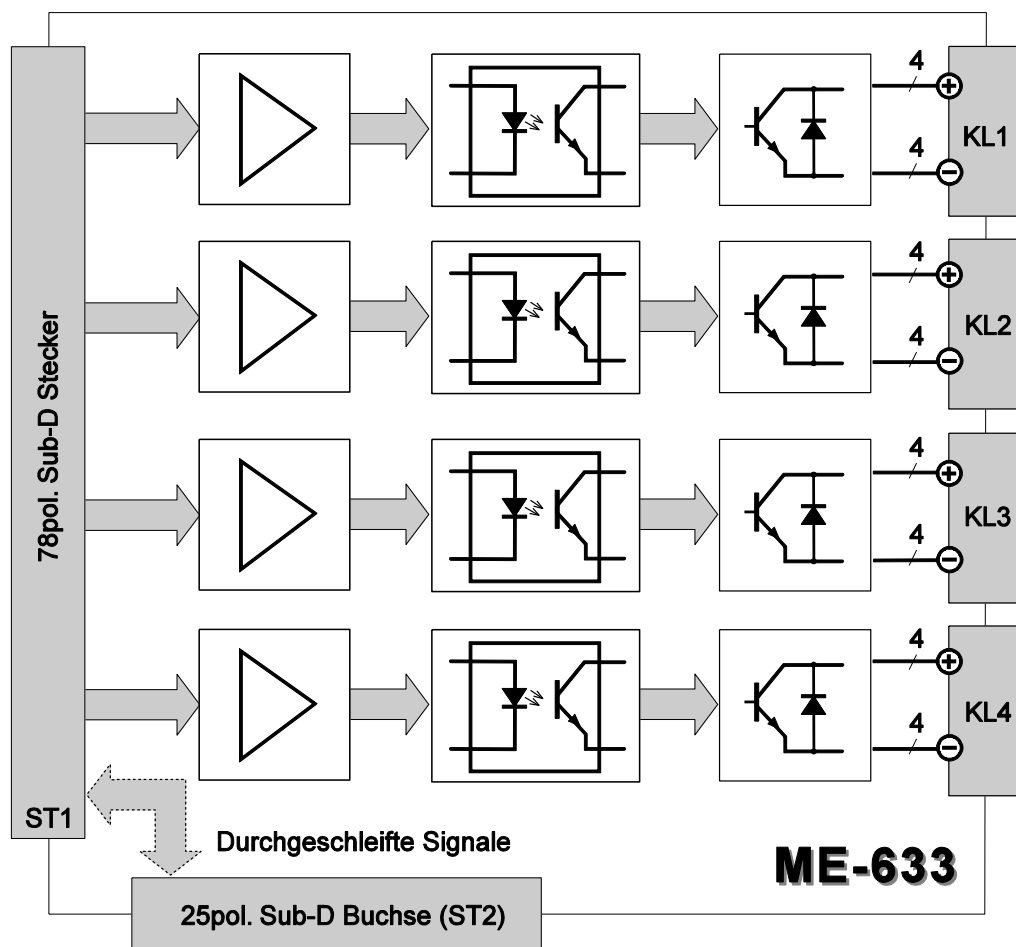 78pol. Sub-D Stecker
ST1
4
+
4
−
KL1
4
+
4
−
KL2
4
+
4
−
KL3
4
+
4
−
KL4
Durchgeschleifte Signale
ME-633
25pol. Sub-D Buchse (ST2)